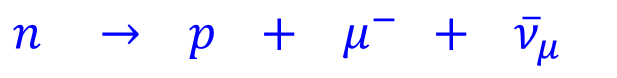 n → p + μ⁻ + ν̄_μ